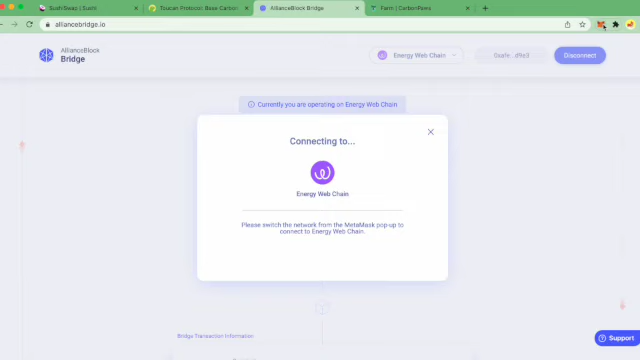 SushiSwap | Sushi
Toucan Protocol: Base Carbon
AllianceBlock Bridge
Farm | CarbonPaws
alliancebridge.io
AllianceBlock
Bridge
Energy Web Chain
Disconnect
Currently you are operating on Energy Web Chain
Connecting to...
Energy Web Chain
Please switch the network from the MetaMask pop-up to
connect to Energy Web Chain.
Bridge Transaction Information
Support